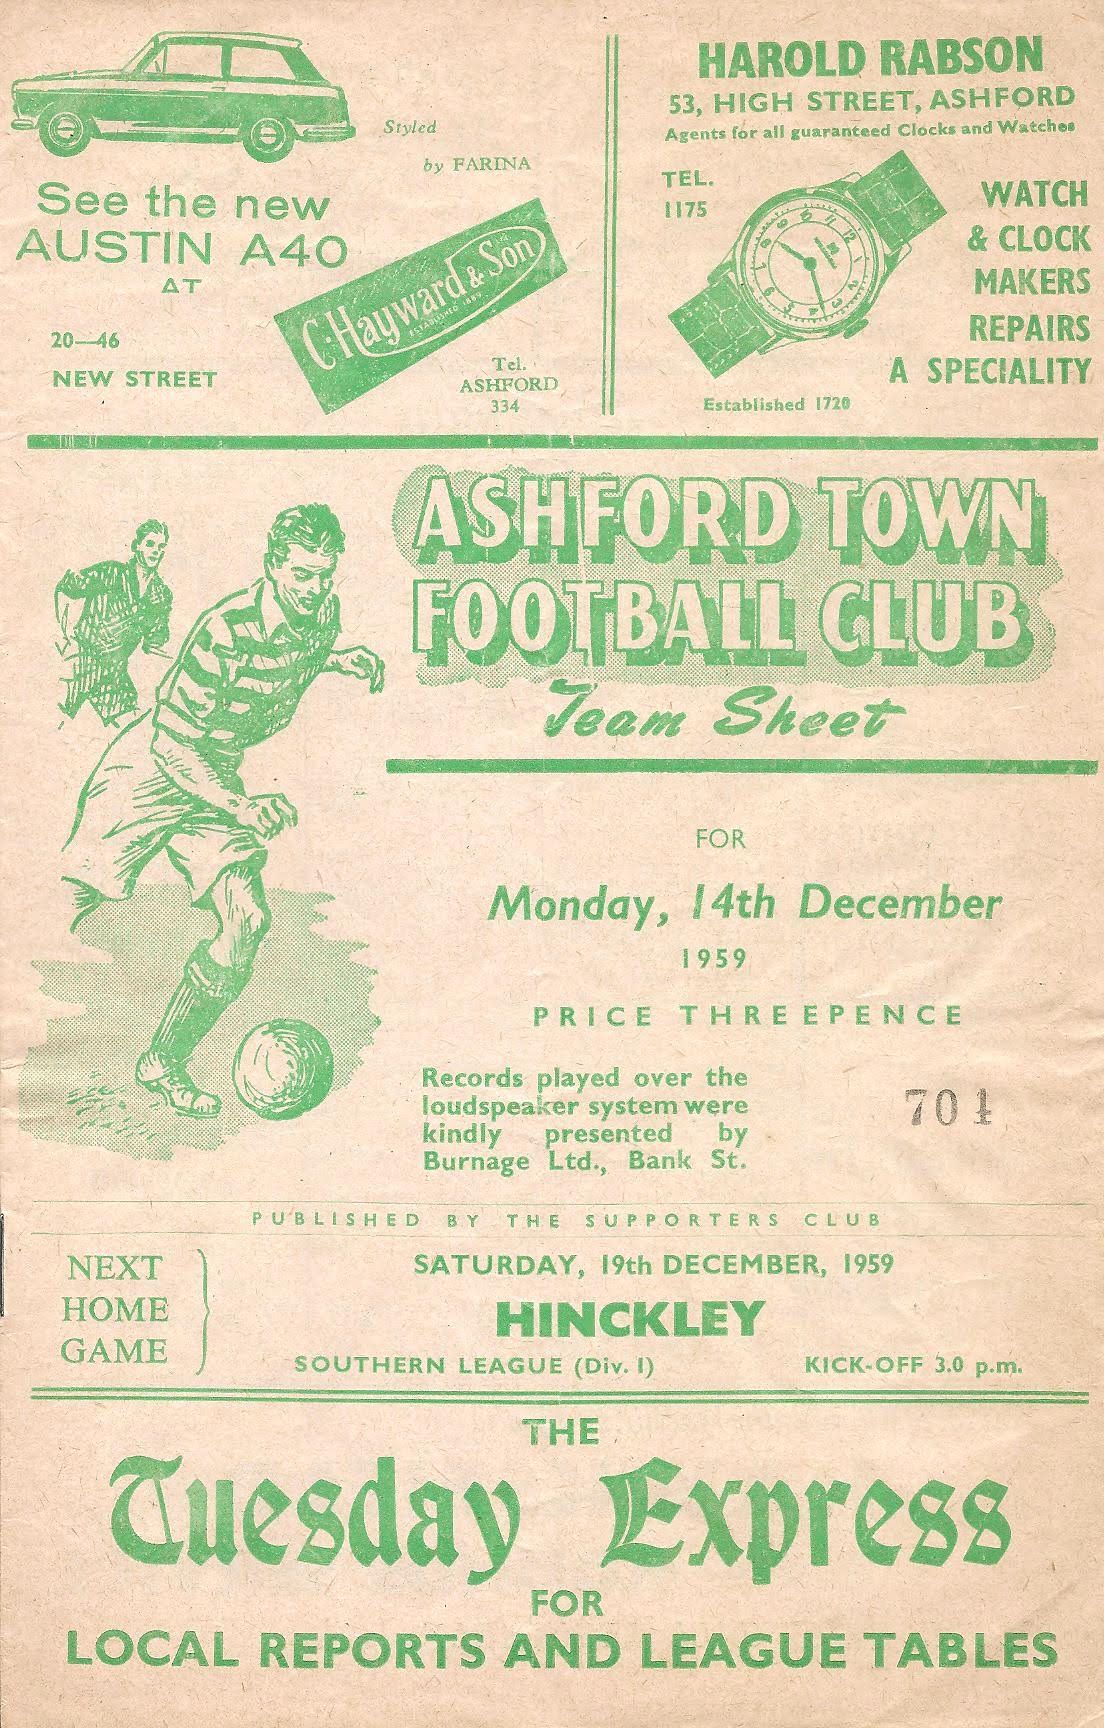 Styled
by FARINA
See the new
AUSTIN A40
AT
20—46
NEW STREET
C. Hayward & Son
ESTABLISHED
Tel.
ASHFORD
334
HAROLD RABSON
53, HIGH STREET, ASHFORD
Agents for all guaranteed Clocks and Watches
TEL.
1175
WATCH
& CLOCK
MAKERS
REPAIRS
A SPECIALITY
Established 1720
ASHFORD TOWN
FOOTBALL CLUB
Team Sheet
FOR
Monday, 14th December
1959
PRICE THREEPENCE
Records played over the
loudspeaker system were
kindly presented by
Burnage Ltd., Bank St.
701
PUBLISHED BY THE SUPPORTERS CLUB
NEXT
HOME
GAME
SATURDAY, 19th DECEMBER, 1959
HINCKLEY
SOUTHERN LEAGUE (Div. I)
KICK-OFF 3.0 p.m.
THE
Tuesday Express
FOR
LOCAL REPORTS AND LEAGUE TABLES